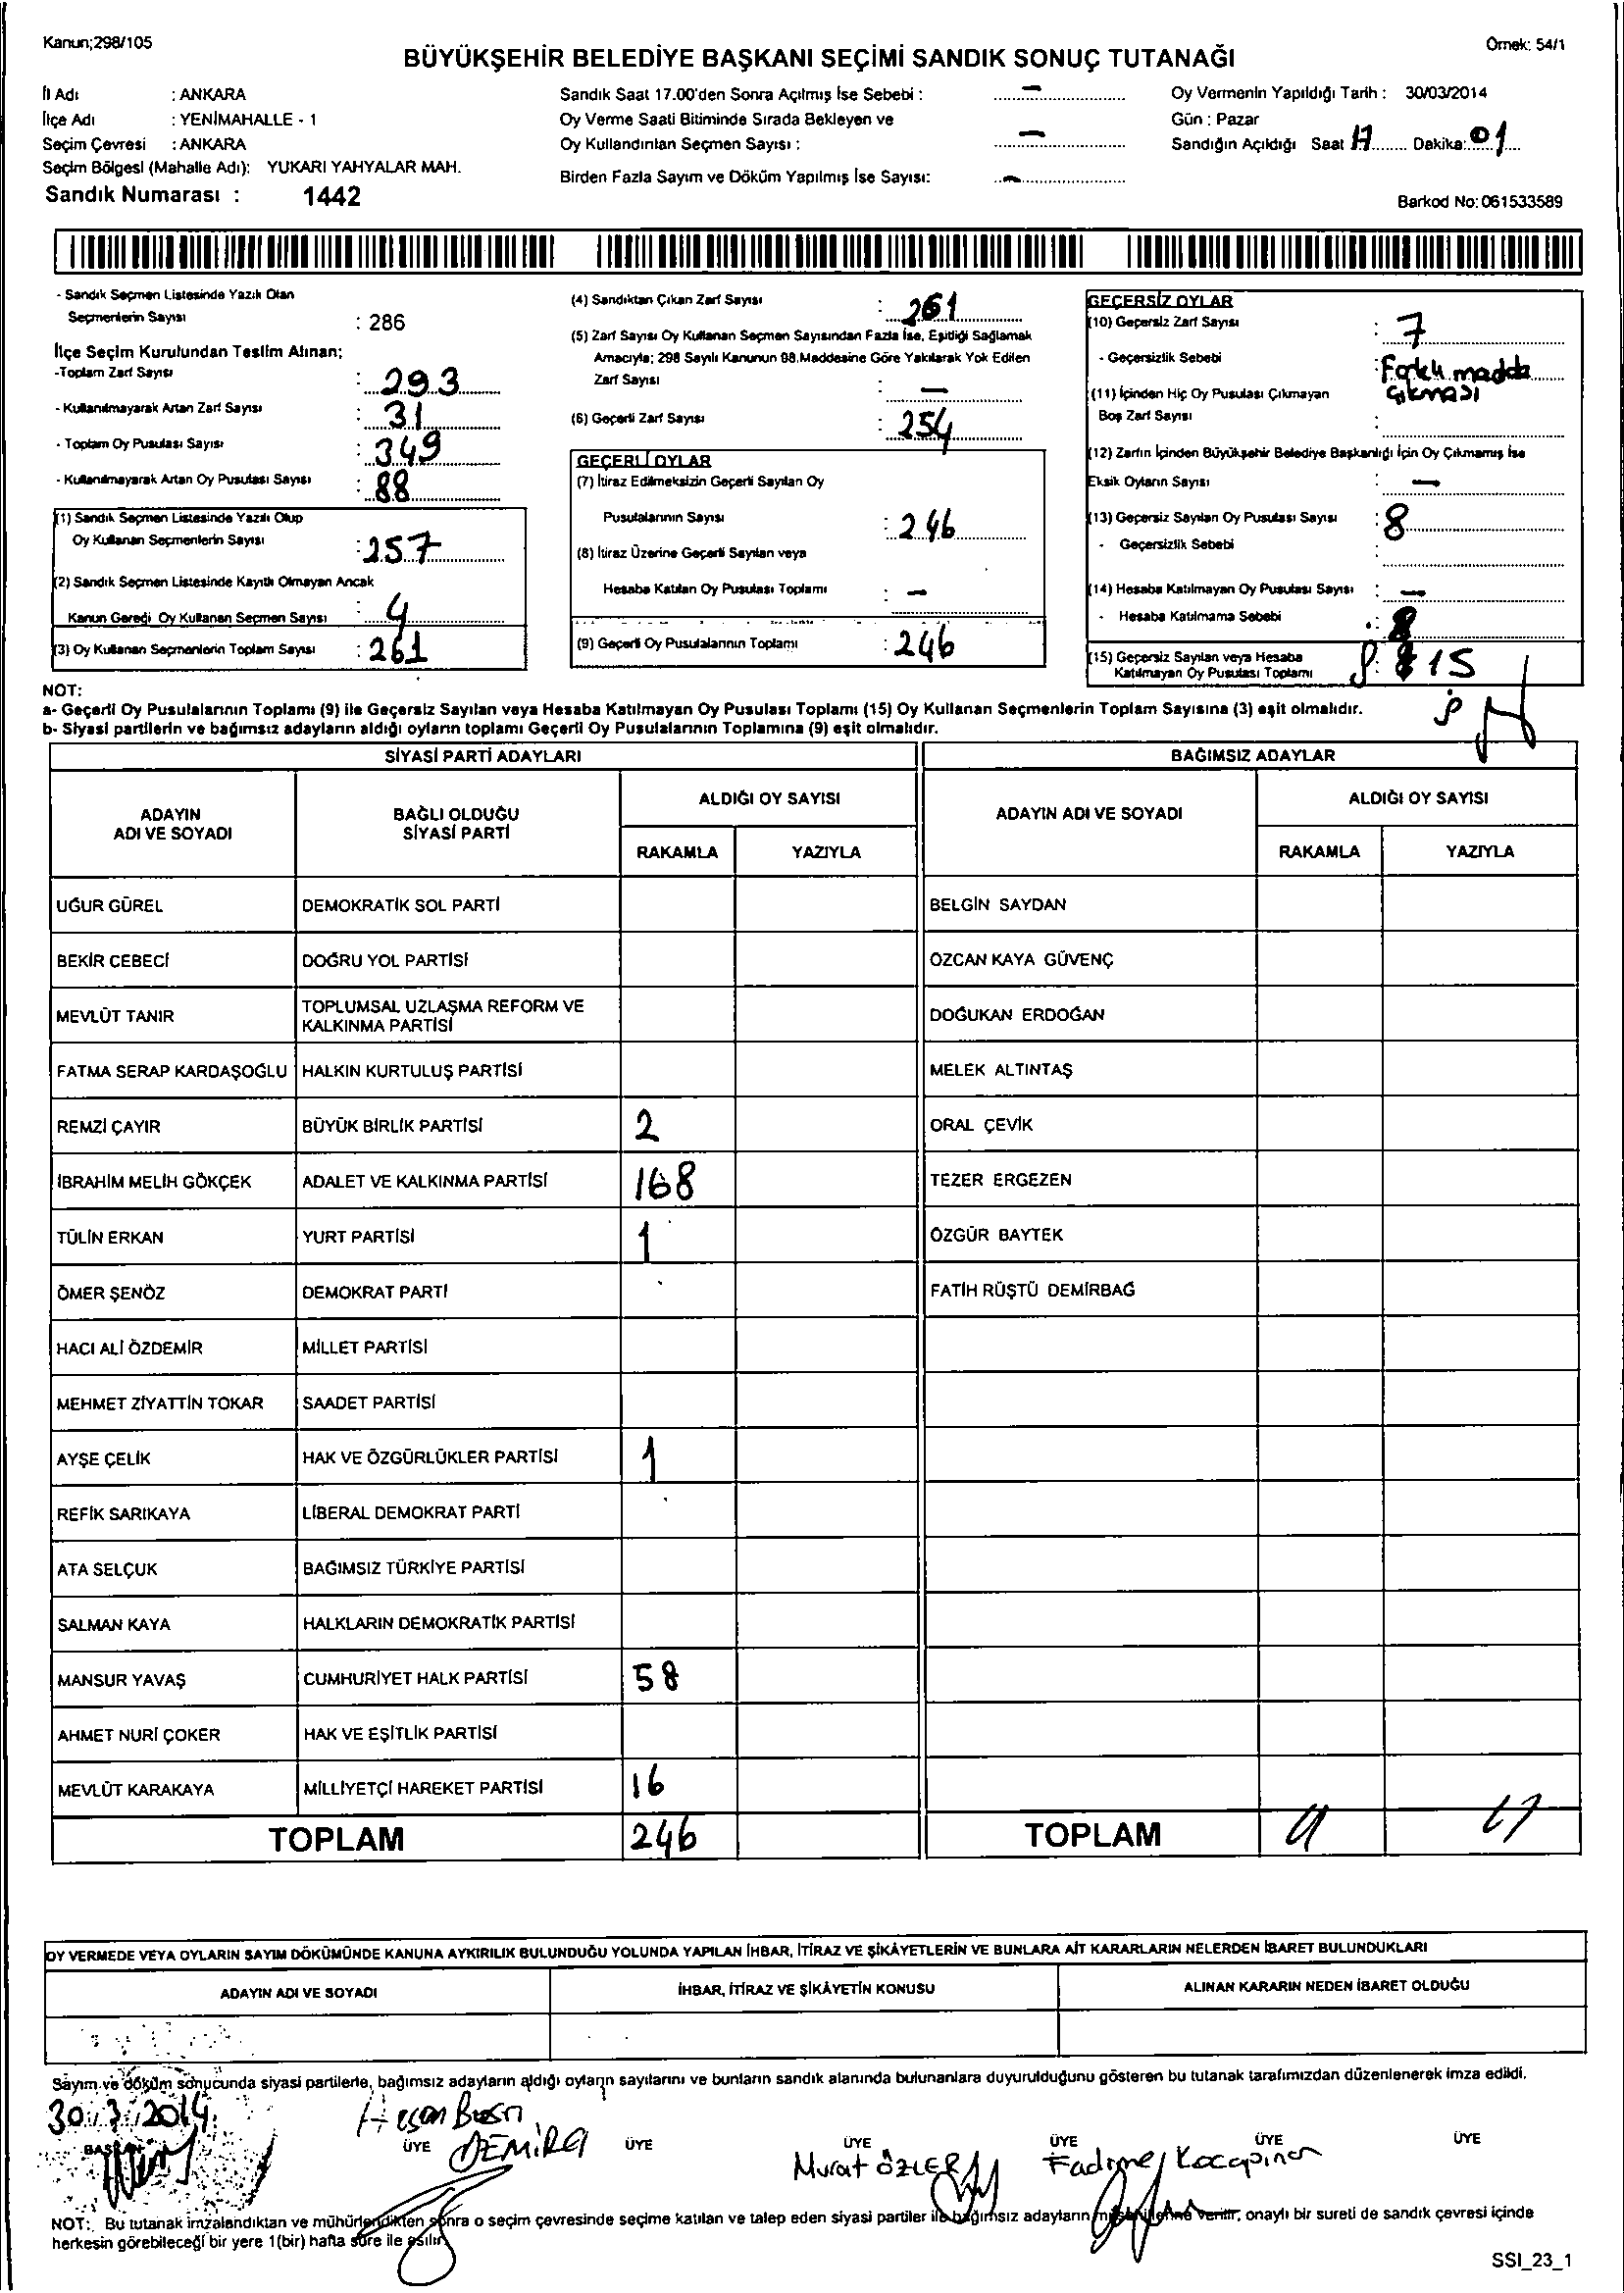 Kanun;298/105
Örnek: 54/1
BÜYÜKŞEHİR BELEDİYE BAŞKANI SEÇİMİ SANDIK SONUÇ TUTANAĞI
İl Adı : ANKARA
İlçe Adı : YENİMAHALLE - 1
Seçim Çevresi : ANKARA
Seçim Bölgesi (Mahalle Adı): YUKARI YAHYALAR MAH.
Sandık Numarası : 1442
Sandık Saat 17.00'den Sonra Açılmış İse Sebebi : —
Oy Verme Saati Bitiminde Sırada Bekleyen ve
Oy Kullandırılan Seçmen Sayısı : —
Birden Fazla Sayım ve Döküm Yapılmış İse Sayısı: —
Oy Vermenin Yapıldığı Tarih : 30/03/2014
Gün : Pazar
Sandığın Açıldığı Saat 17 Dakika: 01
Barkod No: 061533589
- Sandık Seçmen Listesinde Yazılı Olan
Seçmenlerin Sayısı : 286
İlçe Seçim Kurulundan Teslim Alınan;
-Toplam Zarf Sayısı : 293
- Kullanılmayarak Artan Zarf Sayısı : 31
- Toplam Oy Pusulası Sayısı : 349
- Kullanılmayarak Artan Oy Pusulası Sayısı : 88
(1) Sandık Seçmen Listesinde Yazılı Olup
Oy Kullanan Seçmenlerin Sayısı : 257
(2) Sandık Seçmen Listesinde Kayıtlı Olmayan Ancak
Kanun Gereği Oy Kullanan Seçmen Sayısı : 4
(3) Oy Kullanan Seçmenlerin Toplam Sayısı : 261
(4) Sandıktan Çıkan Zarf Sayısı : 261
(5) Zarf Sayısı Oy Kullanan Seçmen Sayısından Fazla İse, Eşitliği Sağlamak
Amacıyla; 298 Sayılı Kanunun 98.Maddesine Göre Yakılarak Yok Edilen
Zarf Sayısı : —
(6) Geçerli Zarf Sayısı : 254
GEÇERLİ OYLAR
(7) İtiraz Edilmeksizin Geçerli Sayılan Oy
Pusulalarının Sayısı : 246
(8) İtiraz Üzerine Geçerli Sayılan veya
Hesaba Katılan Oy Pusulası Toplamı : —
(9) Geçerli Oy Pusulalarının Toplamı : 246
GEÇERSİZ OYLAR
(10) Geçersiz Zarf Sayısı : 7
- Geçersizlik Sebebi : Farklı madde
çıkması
(11) İçinden Hiç Oy Pusulası Çıkmayan
Boş Zarf Sayısı :
(12) Zarfın İçinden Büyükşehir Belediye Başkanlığı İçin Oy Çıkmamış İse
Eksik Oyların Sayısı : —
(13) Geçersiz Sayılan Oy Pusulası Sayısı : 8
- Geçersizlik Sebebi :
(14) Hesaba Katılmayan Oy Pusulası Sayısı : —
- Hesaba Katılmama Sebebi : 8
(15) Geçersiz Sayılan veya Hesaba
Katılmayan Oy Pusulası Toplamı : 15
NOT:
a- Geçerli Oy Pusulalarının Toplamı (9) ile Geçersiz Sayılan veya Hesaba Katılmayan Oy Pusulası Toplamı (15) Oy Kullanan Seçmenlerin Toplam Sayısına (3) eşit olmalıdır.
b- Siyasi partilerin ve bağımsız adayların aldığı oyların toplamı Geçerli Oy Pusulalarının Toplamına (9) eşit olmalıdır.
SİYASİ PARTİ ADAYLARI BAĞIMSIZ ADAYLAR
ADAYIN ADI VE SOYADI BAĞLI OLDUĞU SİYASİ PARTİ ALDIĞI OY SAYISI ADAYIN ADI VE SOYADI ALDIĞI OY SAYISI
RAKAMLA YAZIYLA RAKAMLA YAZIYLA
UĞUR GÜREL DEMOKRATİK SOL PARTİ BELGİN SAYDAN
BEKİR CEBECİ DOĞRU YOL PARTİSİ ÖZCAN KAYA GÜVENÇ
MEVLÜT TANIR TOPLUMSAL UZLAŞMA REFORM VE KALKINMA PARTİSİ DOĞUKAN ERDOĞAN
FATMA SERAP KARDAŞOĞLU HALKIN KURTULUŞ PARTİSİ MELEK ALTINTAŞ
REMZİ ÇAYIR BÜYÜK BİRLİK PARTİSİ 2 ORAL ÇEVİK
İBRAHİM MELİH GÖKÇEK ADALET VE KALKINMA PARTİSİ 168 TEZER ERGEZEN
TÜLİN ERKAN YURT PARTİSİ 1 ÖZGÜR BAYTEK
ÖMER ŞENÖZ DEMOKRAT PARTİ FATİH RÜŞTÜ DEMİRBAĞ
HACI ALİ ÖZDEMİR MİLLET PARTİSİ
MEHMET ZİYATTİN TOKAR SAADET PARTİSİ
AYŞE ÇELİK HAK VE ÖZGÜRLÜKLER PARTİSİ 1
REFİK SARIKAYA LİBERAL DEMOKRAT PARTİ
ATA SELÇUK BAĞIMSIZ TÜRKİYE PARTİSİ
SALMAN KAYA HALKLARIN DEMOKRATİK PARTİSİ
MANSUR YAVAŞ CUMHURİYET HALK PARTİSİ 58
AHMET NURİ ÇOKER HAK VE EŞİTLİK PARTİSİ
MEVLÜT KARAKAYA MİLLİYETÇİ HAREKET PARTİSİ 16
TOPLAM 246 TOPLAM
OY VERMEDE VEYA OYLARIN SAYIM DÖKÜMÜNDE KANUNA AYKIRILIK BULUNDUĞU YOLUNDA YAPILAN İHBAR, İTİRAZ VE ŞİKÂYETLERİN VE BUNLARA AİT KARARLARIN NELERDEN İBARET BULUNDUKLARI
ADAYIN ADI VE SOYADI İHBAR, İTİRAZ VE ŞİKÂYETİN KONUSU ALINAN KARARIN NEDEN İBARET OLDUĞU
Sayım ve döküm sonucunda siyasi partilerle, bağımsız adayların aldığı oyların sayılarını ve bunların sandık alanında bulunanlara duyurulduğunu gösteren bu tutanak tarafımızdan düzenlenerek imza edildi.
30.3.2014 Hasan Basri
BAŞKAN ÜYE DEMİRCİ ÜYE ÜYE ÜYE ÜYE ÜYE
Murat ÖZLER Fadime Kocapınar
NOT: Bu tutanak imzalandıktan ve mühürlendikten sonra o seçim çevresinde seçime katılan ve talep eden siyasi partiler ile bağımsız adayların müşahitlerine verilir, onaylı bir sureti de sandık çevresi içinde
herkesin görebileceği bir yere 1(bir) hafta süre ile asılır.
SSI_23_1